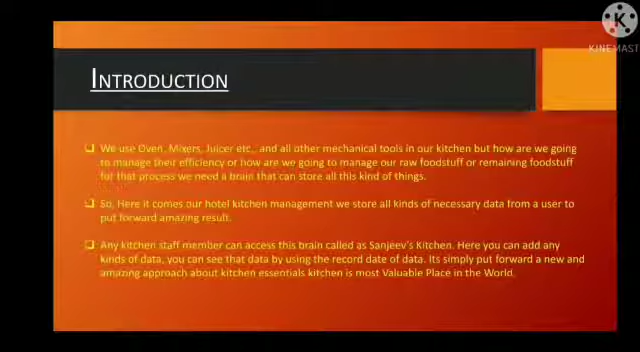 KINEMAST
INTRODUCTION
We use Oven, Mixers, Juicer etc., and all other mechanical tools in our kitchen but how are we going
to manage their efficiency or how are we going to manage our raw foodstuff or remaining foodstuff
for that process we need a brain that can store all this kind of things.
So, Here it comes our hotel kitchen management we store all kinds of necessary data from a user to
put forward amazing result.
Any kitchen staff member can access this brain called as Sanjeev's Kitchen. Here you can add any
kinds of data, you can see that data by using the record date of data. Its simply put forward a new and
amazing approach about kitchen essentials kitchen is most Valuable Place in the World.